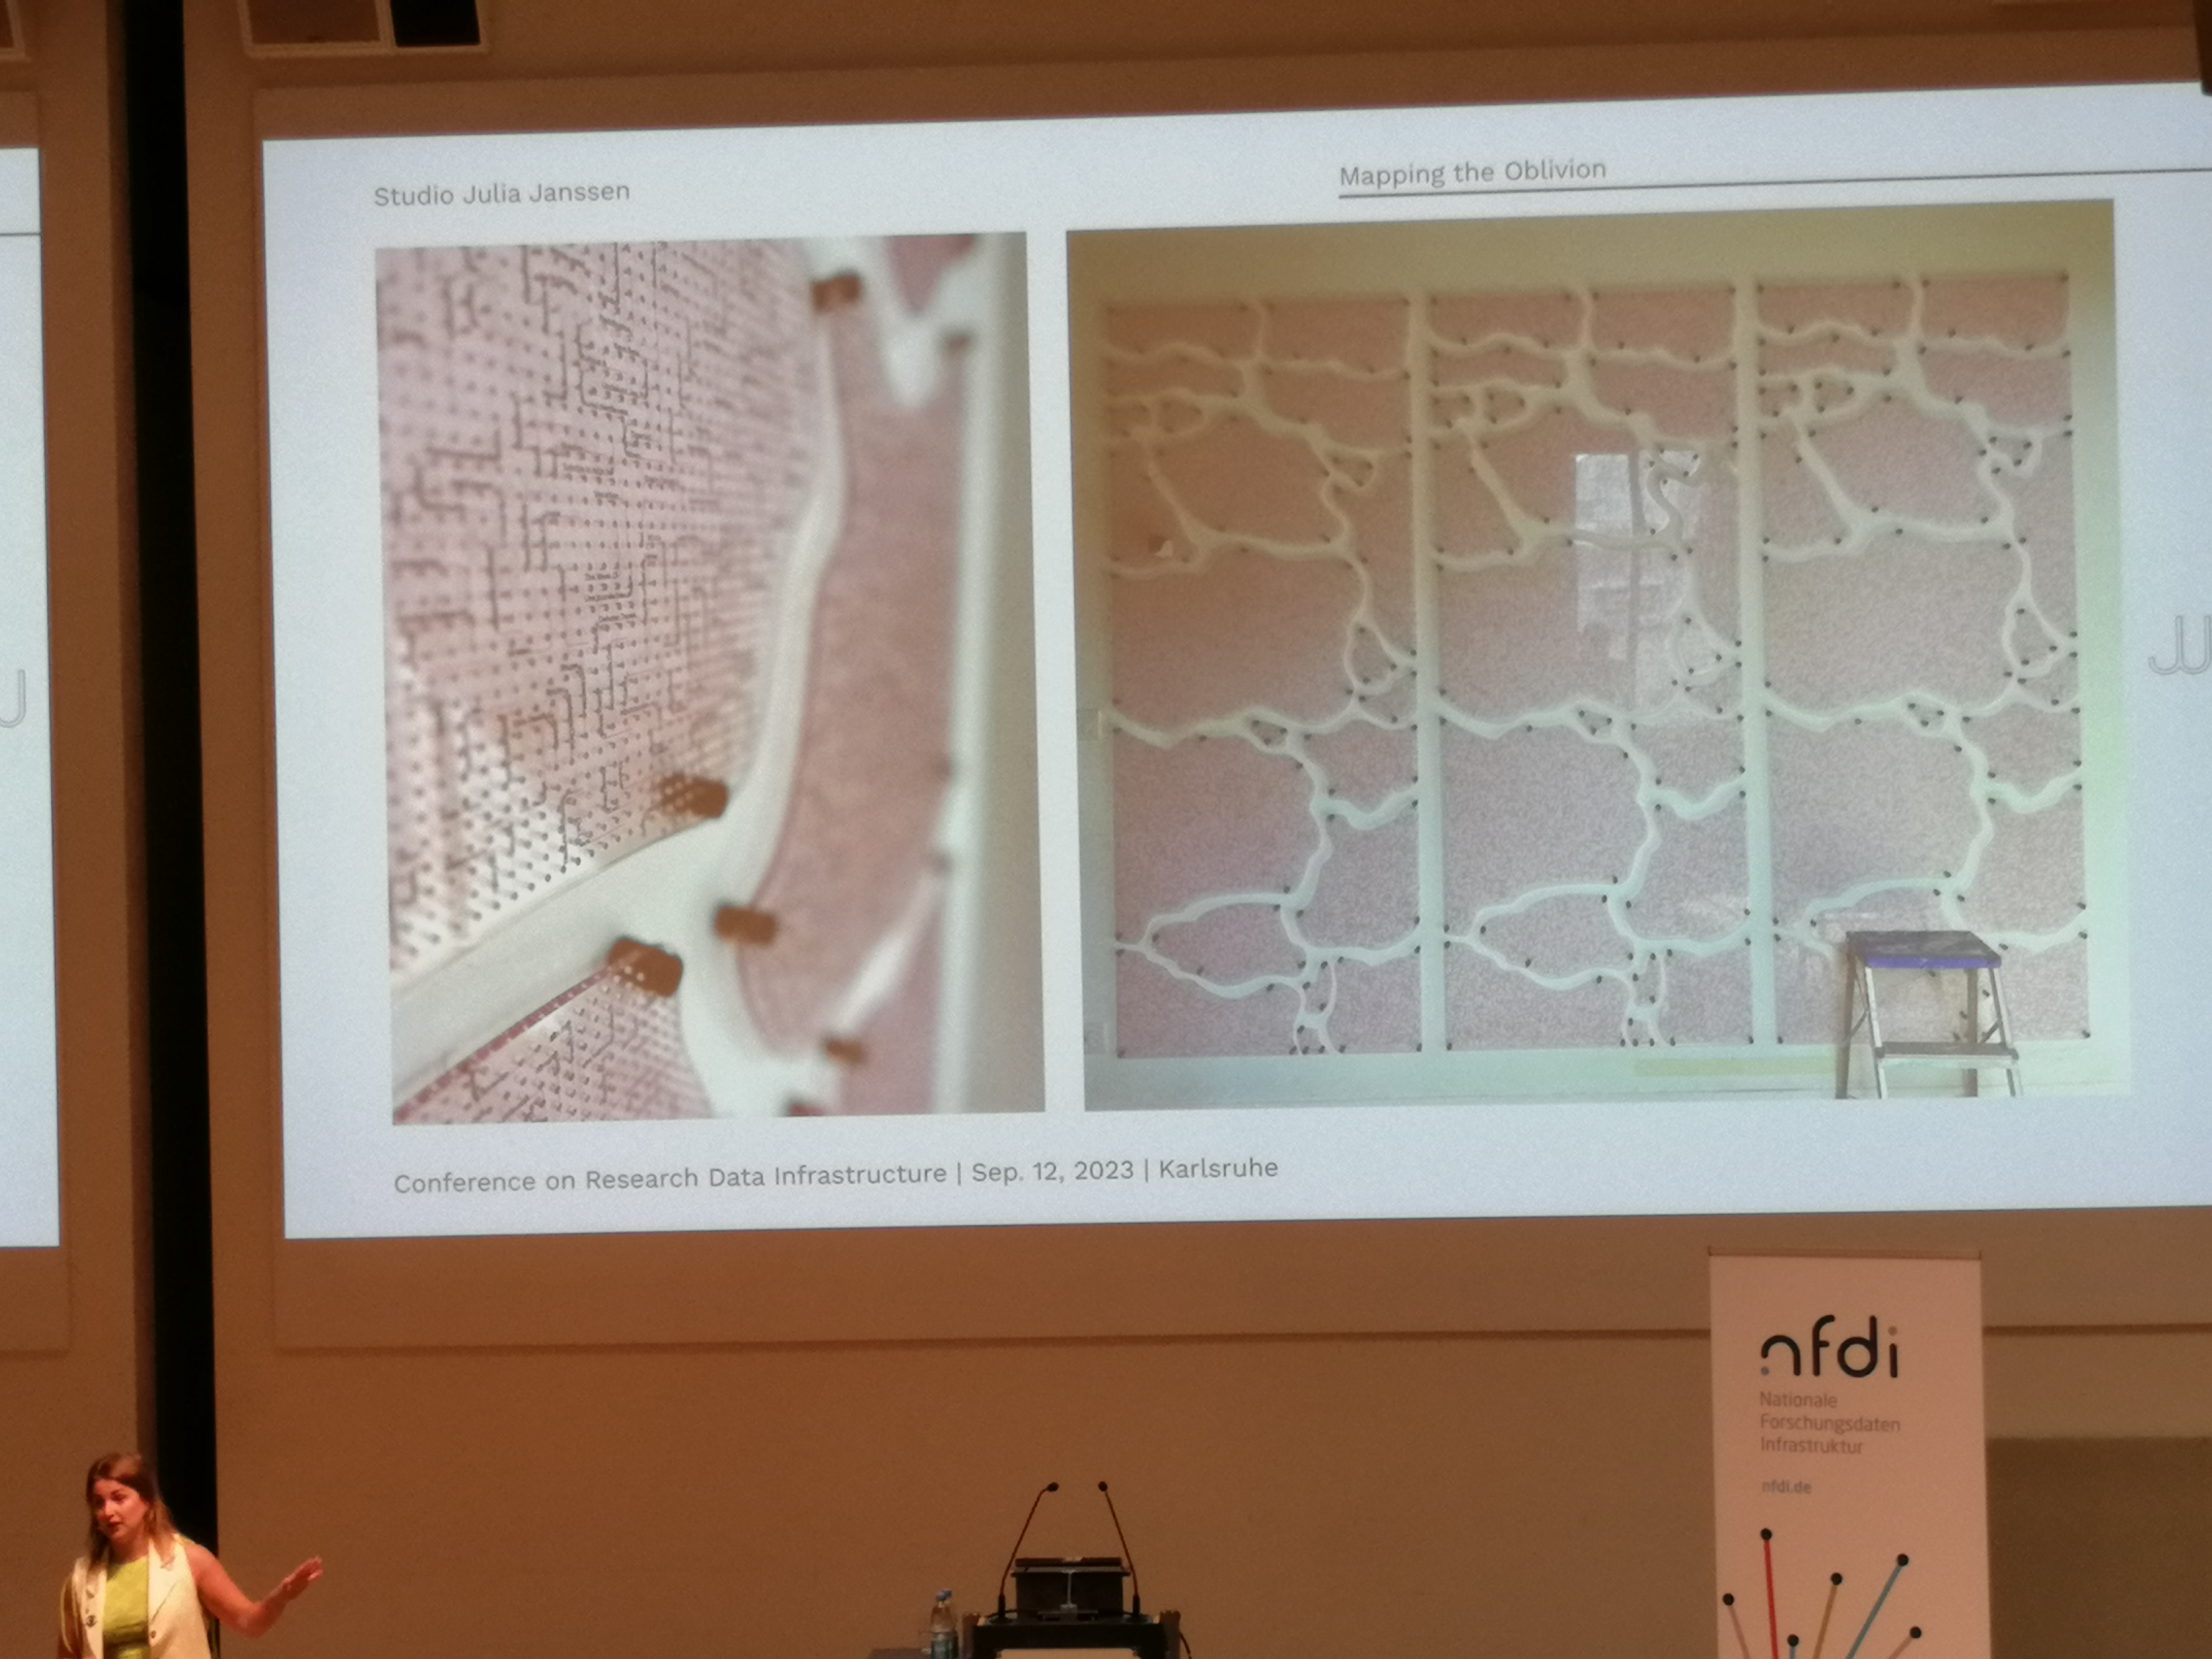 Studio Julia Janssen
Mapping the Oblivion
Conference on Research Data Infrastructure | Sep. 12, 2023 | Karlsruhe
nfdi
Nationale
Forschungsdaten
Infrastruktur
nfdi.de